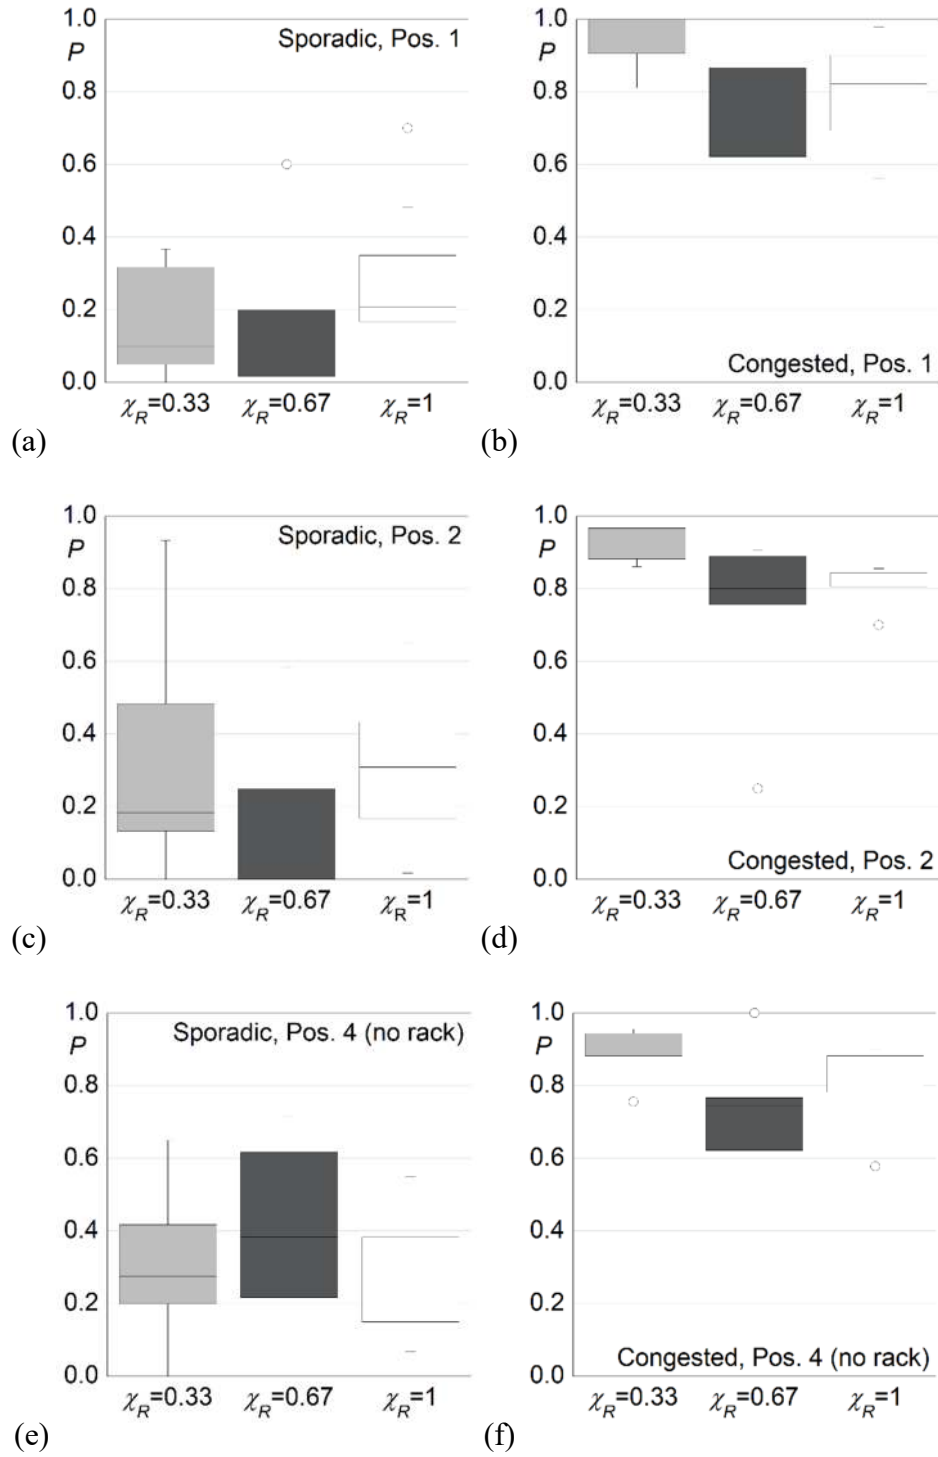 1.0
P
Sporadic, Pos. 1
0.8
0.6
0.4
0.2
0.0
χR=0.33 χR=0.67 χR=1
(a)
1.0
P
0.8
0.6
0.4
0.2
Congested, Pos. 1
0.0
χR=0.33 χR=0.67 χR=1
(b)
1.0
P
Sporadic, Pos. 2
0.8
0.6
0.4
0.2
0.0
χR=0.33 χR=0.67 χR=1
(c)
1.0
P
0.8
0.6
0.4
0.2
Congested, Pos. 2
0.0
χR=0.33 χR=0.67 χR=1
(d)
1.0
P
Sporadic, Pos. 4 (no rack)
0.8
0.6
0.4
0.2
0.0
χR=0.33 χR=0.67 χR=1
(e)
1.0
P
0.8
0.6
0.4
0.2
Congested, Pos. 4 (no rack)
0.0
χR=0.33 χR=0.67 χR=1
(f)